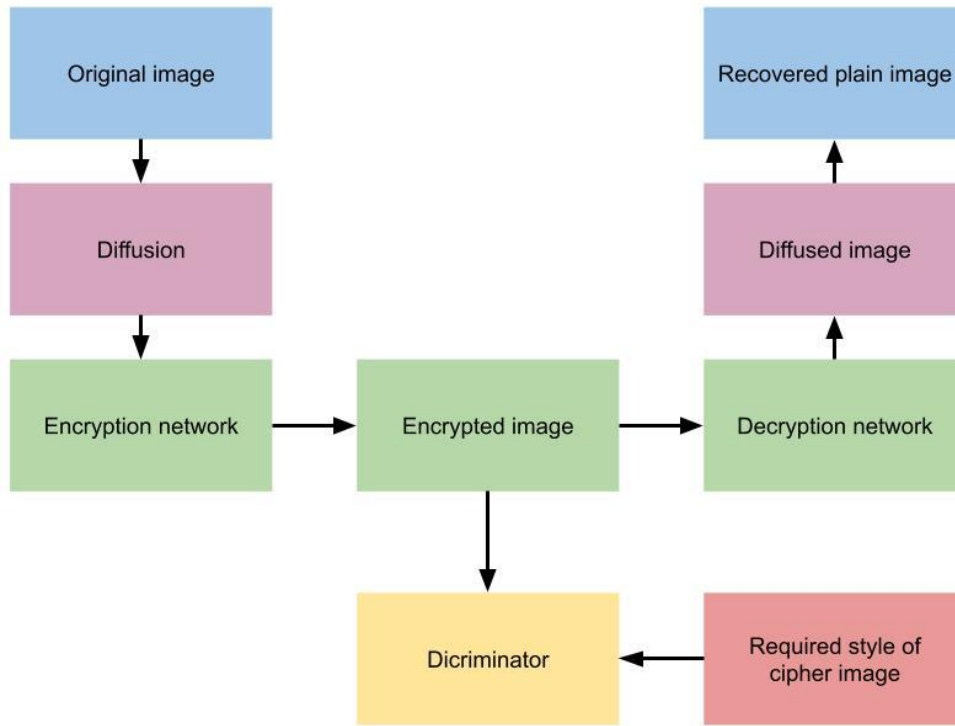 Original image
Recovered plain image
Diffusion
Diffused image
Encryption network
Encrypted image
Decryption network
Dicriminator
Required style of
cipher image